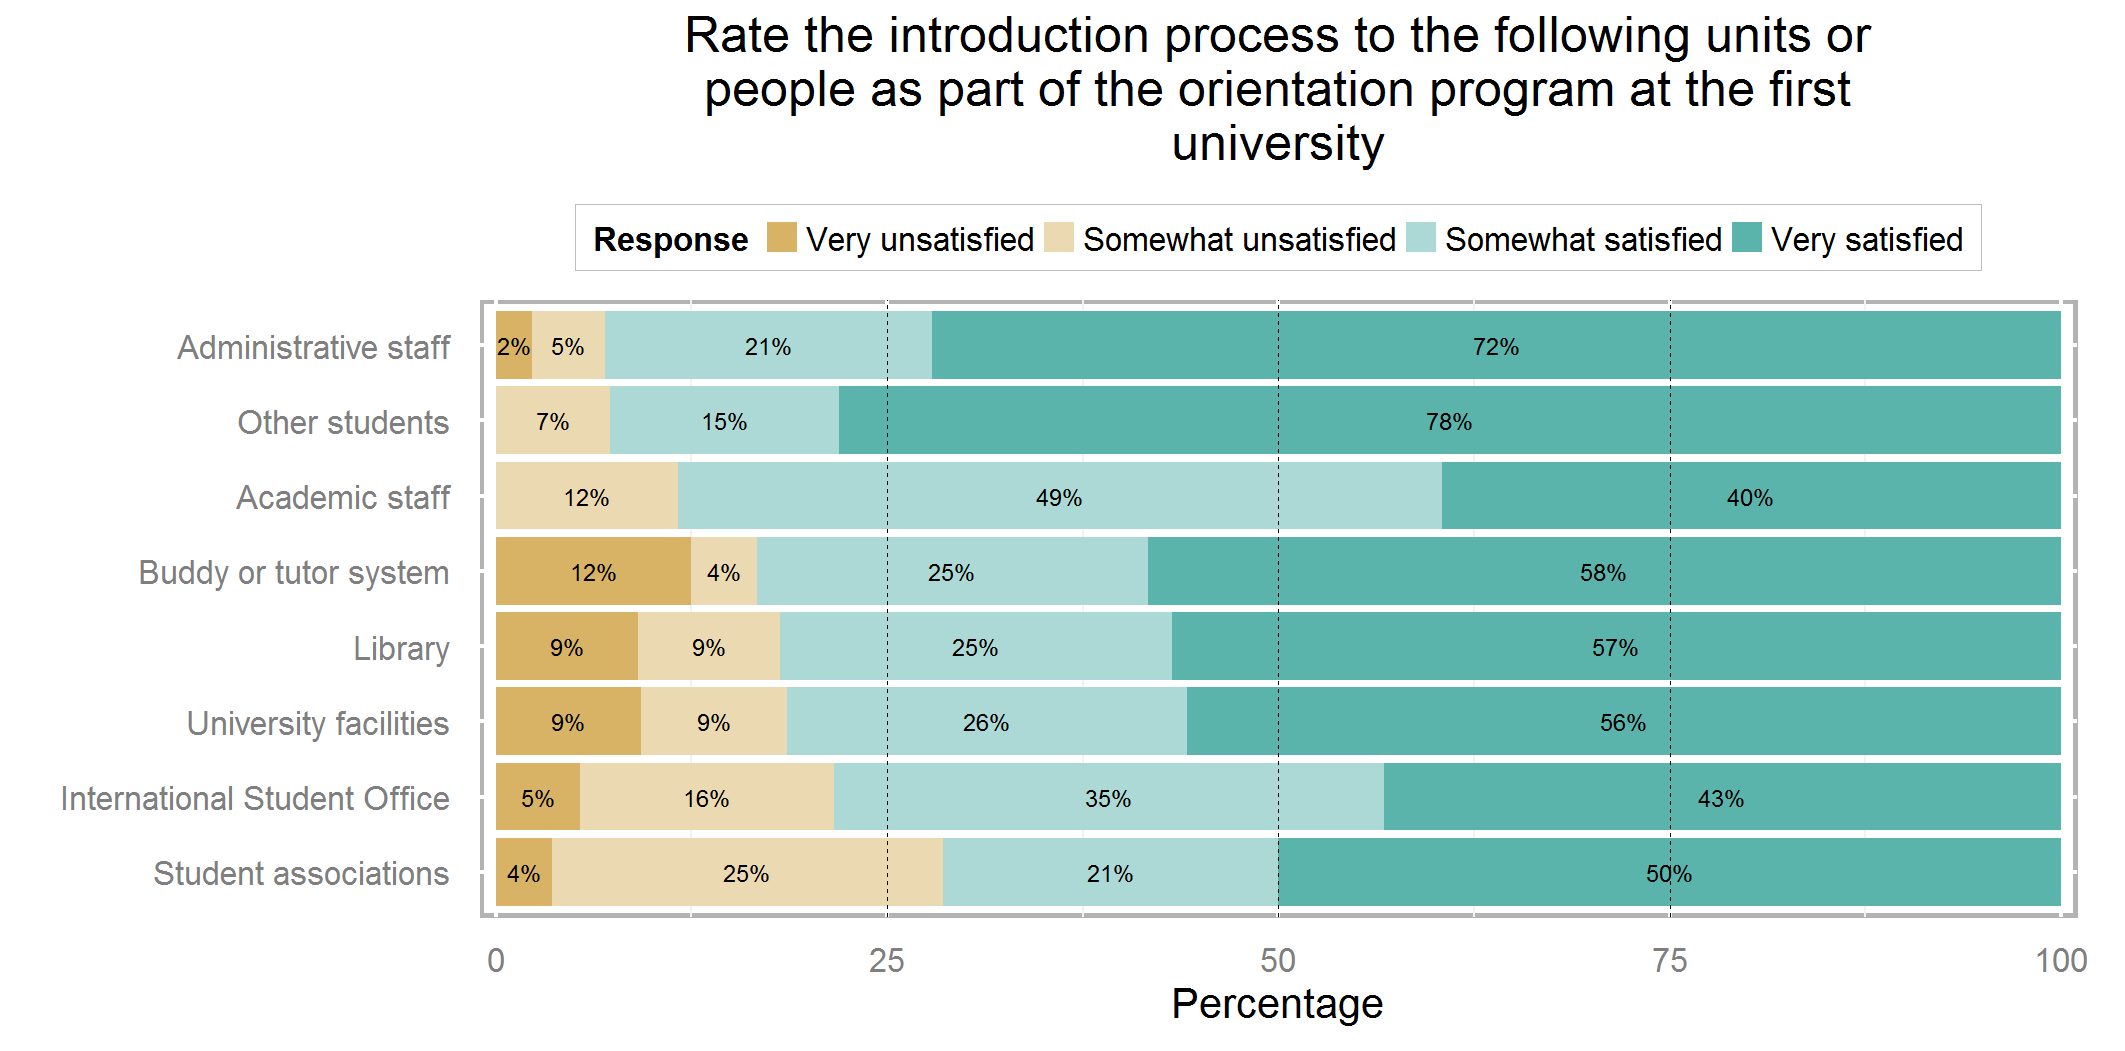 Rate the introduction process to the following units or
people as part of the orientation program at the first
university
Response Very unsatisfied Somewhat unsatisfied Somewhat satisfied Very satisfied
Administrative staff 2% 5% 21% 72%
Other students 7% 15% 78%
Academic staff 12% 49% 40%
Buddy or tutor system 12% 4% 25% 58%
Library 9% 9% 25% 57%
University facilities 9% 9% 26% 56%
International Student Office 5% 16% 35% 43%
Student associations 4% 25% 21% 50%
0 25 50 75 100
Percentage